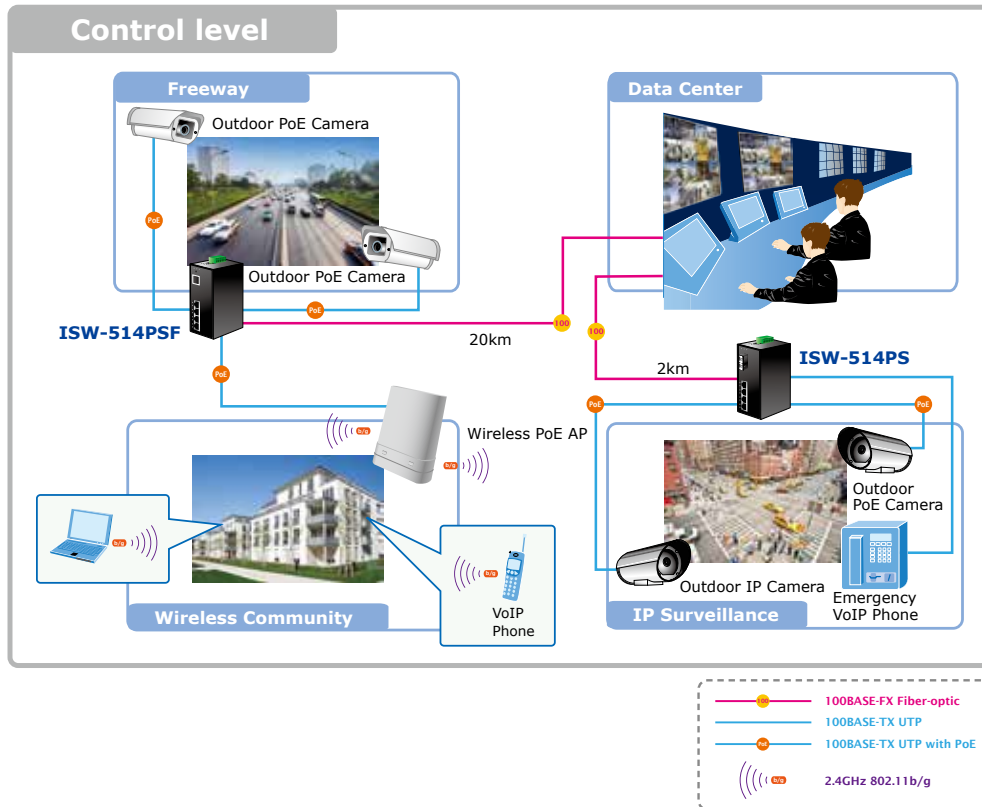 Control level
Freeway
Outdoor PoE Camera
PoE
Outdoor PoE Camera
PoE
ISW-514PSF
PoE
20km
100
Data Center
100
2km
ISW-514PS
PoE
PoE
b/g
Wireless PoE AP
b/g
b/g
b/g
VoIP
Phone
Wireless Community
Outdoor
PoE Camera
Outdoor IP Camera
Emergency
VoIP Phone
IP Surveillance
100
100BASE-FX Fiber-optic
100BASE-TX UTP
PoE
100BASE-TX UTP with PoE
b/g
2.4GHz 802.11b/g